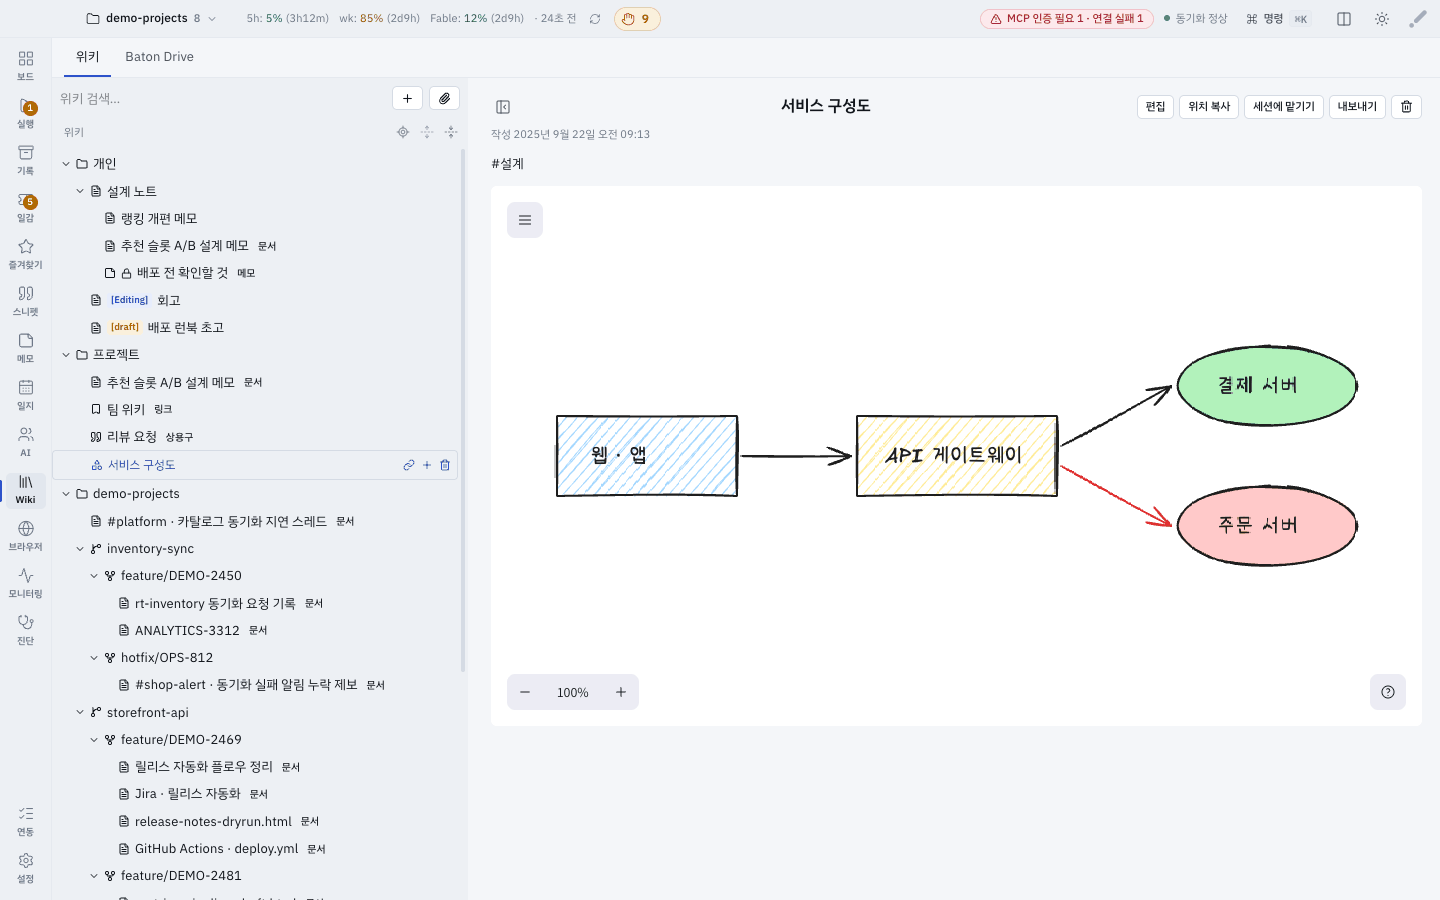 demo-projects 8
5h: 5% (3h12m) wk: 85% (2d9h) Fable: 12% (2d9h) · 24초 전
9
MCP 인증 필요 1 · 연결 실패 1
동기화 정상
명령 ⌘K
보드
1
실행
기록
5
일감
즐겨찾기
스니펫
메모
일지
AI
Wiki
브라우저
모니터링
진단
연동
설정
위키 Baton Drive
위키 검색...
위키
개인
설계 노트
랭킹 개편 메모
추천 슬롯 A/B 설계 메모 문서
배포 전 확인할 것 메모
[Editing] 회고
[draft] 배포 런북 초고
프로젝트
추천 슬롯 A/B 설계 메모 문서
팀 위키 링크
리뷰 요청 상용구
서비스 구성도
demo-projects
#platform · 카탈로그 동기화 지연 스레드 문서
inventory-sync
feature/DEMO-2450
rt-inventory 동기화 요청 기록 문서
ANALYTICS-3312 문서
hotfix/OPS-812
#shop-alert · 동기화 실패 알림 누락 제보 문서
storefront-api
feature/DEMO-2469
릴리스 자동화 플로우 정리 문서
Jira · 릴리스 자동화 문서
release-notes-dryrun.html 문서
GitHub Actions · deploy.yml 문서
feature/DEMO-2481
서비스 구성도
편집 위치 복사 세션에 맡기기 내보내기
작성 2025년 9월 22일 오전 09:13
#설계
웹 · 앱
API 게이트웨이
결제 서버
주문 서버
100%